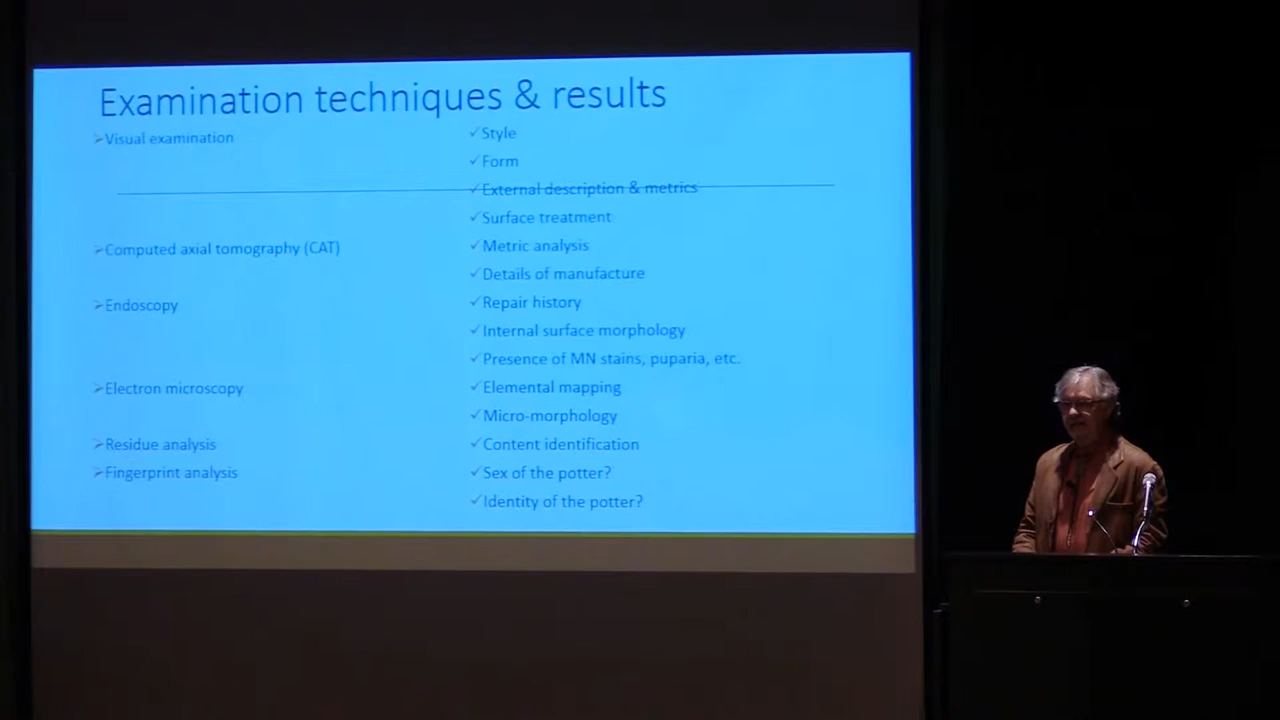 Examination techniques & results
➢Visual examination
✓Style
✓Form
✓External description & metrics
✓Surface treatment
➢Computed axial tomography (CAT)
✓Metric analysis
✓Details of manufacture
➢Endoscopy
✓Repair history
✓Internal surface morphology
✓Presence of MN stains, puparia, etc.
➢Electron microscopy
✓Elemental mapping
✓Micro-morphology
➢Residue analysis
✓Content identification
➢Fingerprint analysis
✓Sex of the potter?
✓Identity of the potter?